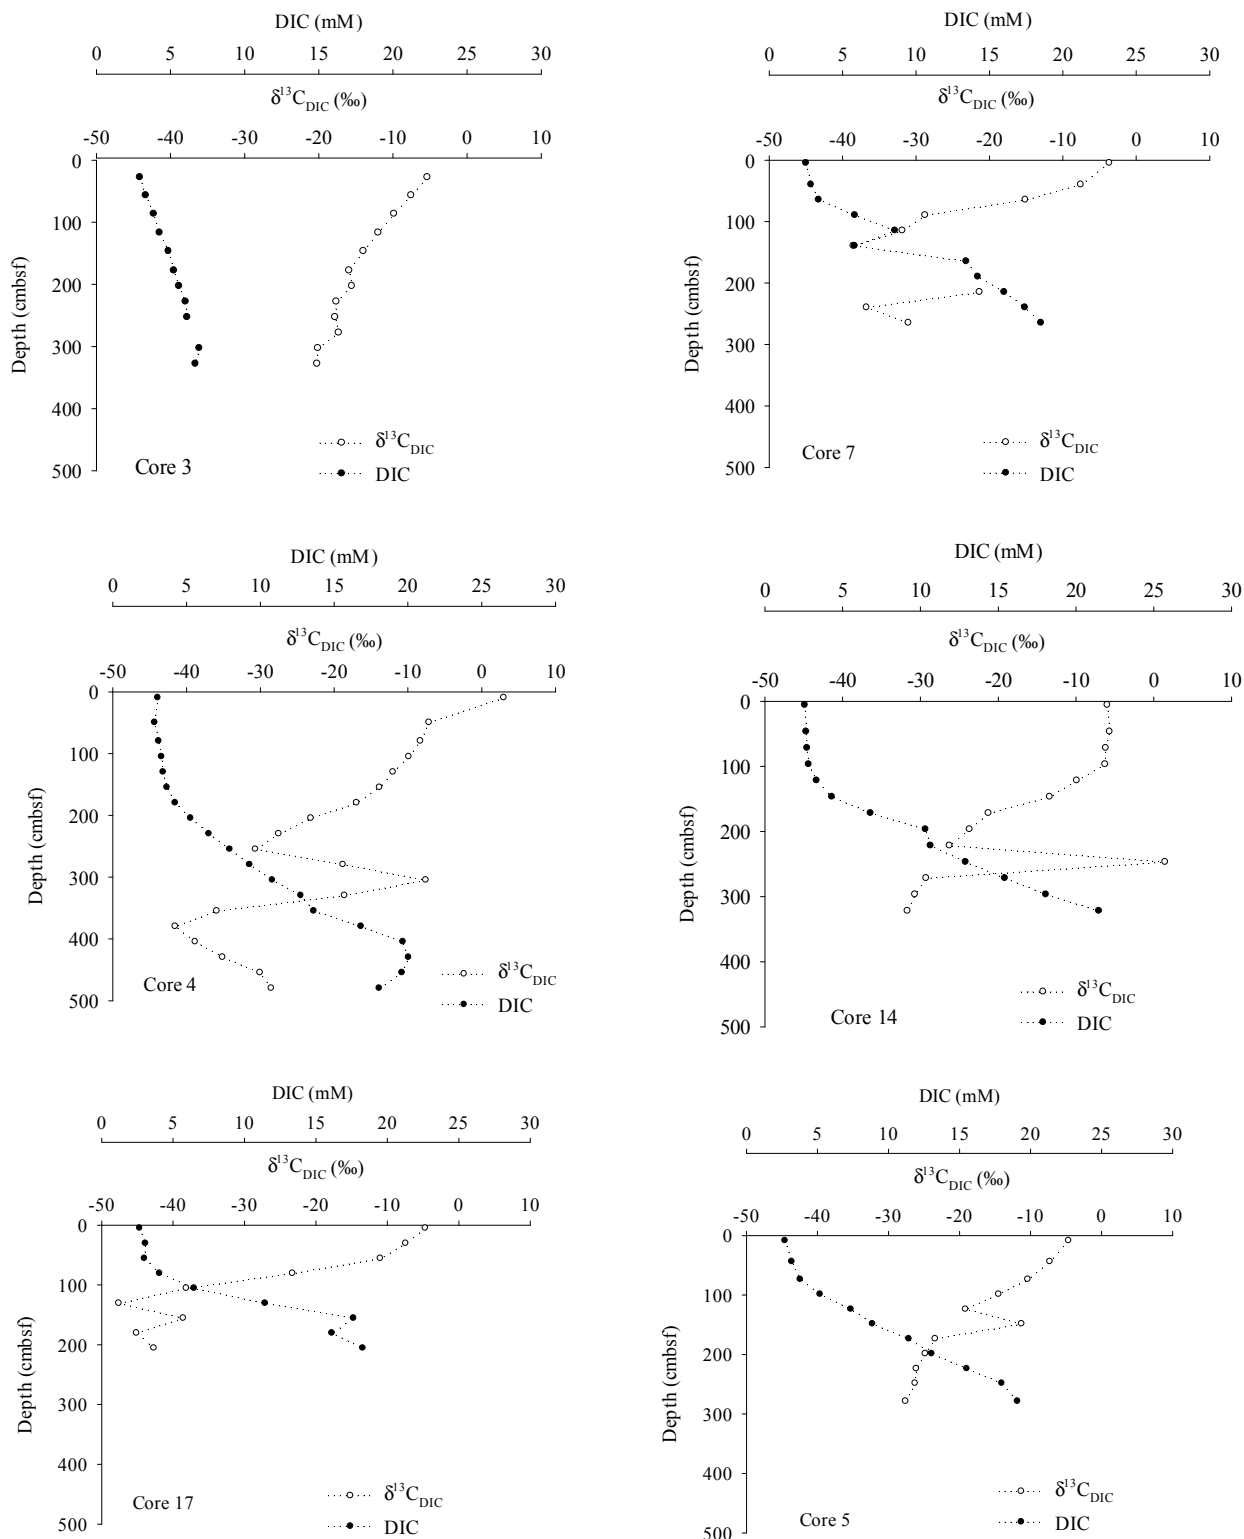 DIC (mM)
0 5 10 15 20 25 30
δ13CDIC (‰)
-50 -40 -30 -20 -10 0 10
0
100
200
300
400
500
Depth (cmbsf)
Core 3
δ13CDIC
DIC
DIC (mM)
0 5 10 15 20 25 30
δ13CDIC (‰)
-50 -40 -30 -20 -10 0 10
0
100
200
300
400
500
Depth (cmbsf)
Core 7
δ13CDIC
DIC
DIC (mM)
0 5 10 15 20 25 30
δ13CDIC (‰)
-50 -40 -30 -20 -10 0 10
0
100
200
300
400
500
Depth (cmbsf)
Core 4
δ13CDIC
DIC
DIC (mM)
0 5 10 15 20 25 30
δ13CDIC (‰)
-50 -40 -30 -20 -10 0 10
0
100
200
300
400
500
Depth (cmbsf)
Core 14
δ13CDIC
DIC
DIC (mM)
0 5 10 15 20 25 30
δ13CDIC (‰)
-50 -40 -30 -20 -10 0 10
0
100
200
300
400
500
Depth (cmbsf)
Core 17
δ13CDIC
DIC
DIC (mM)
0 5 10 15 20 25 30
δ13CDIC (‰)
-50 -40 -30 -20 -10 0 10
0
100
200
300
400
500
Depth (cmbsf)
Core 5
δ13CDIC
DIC